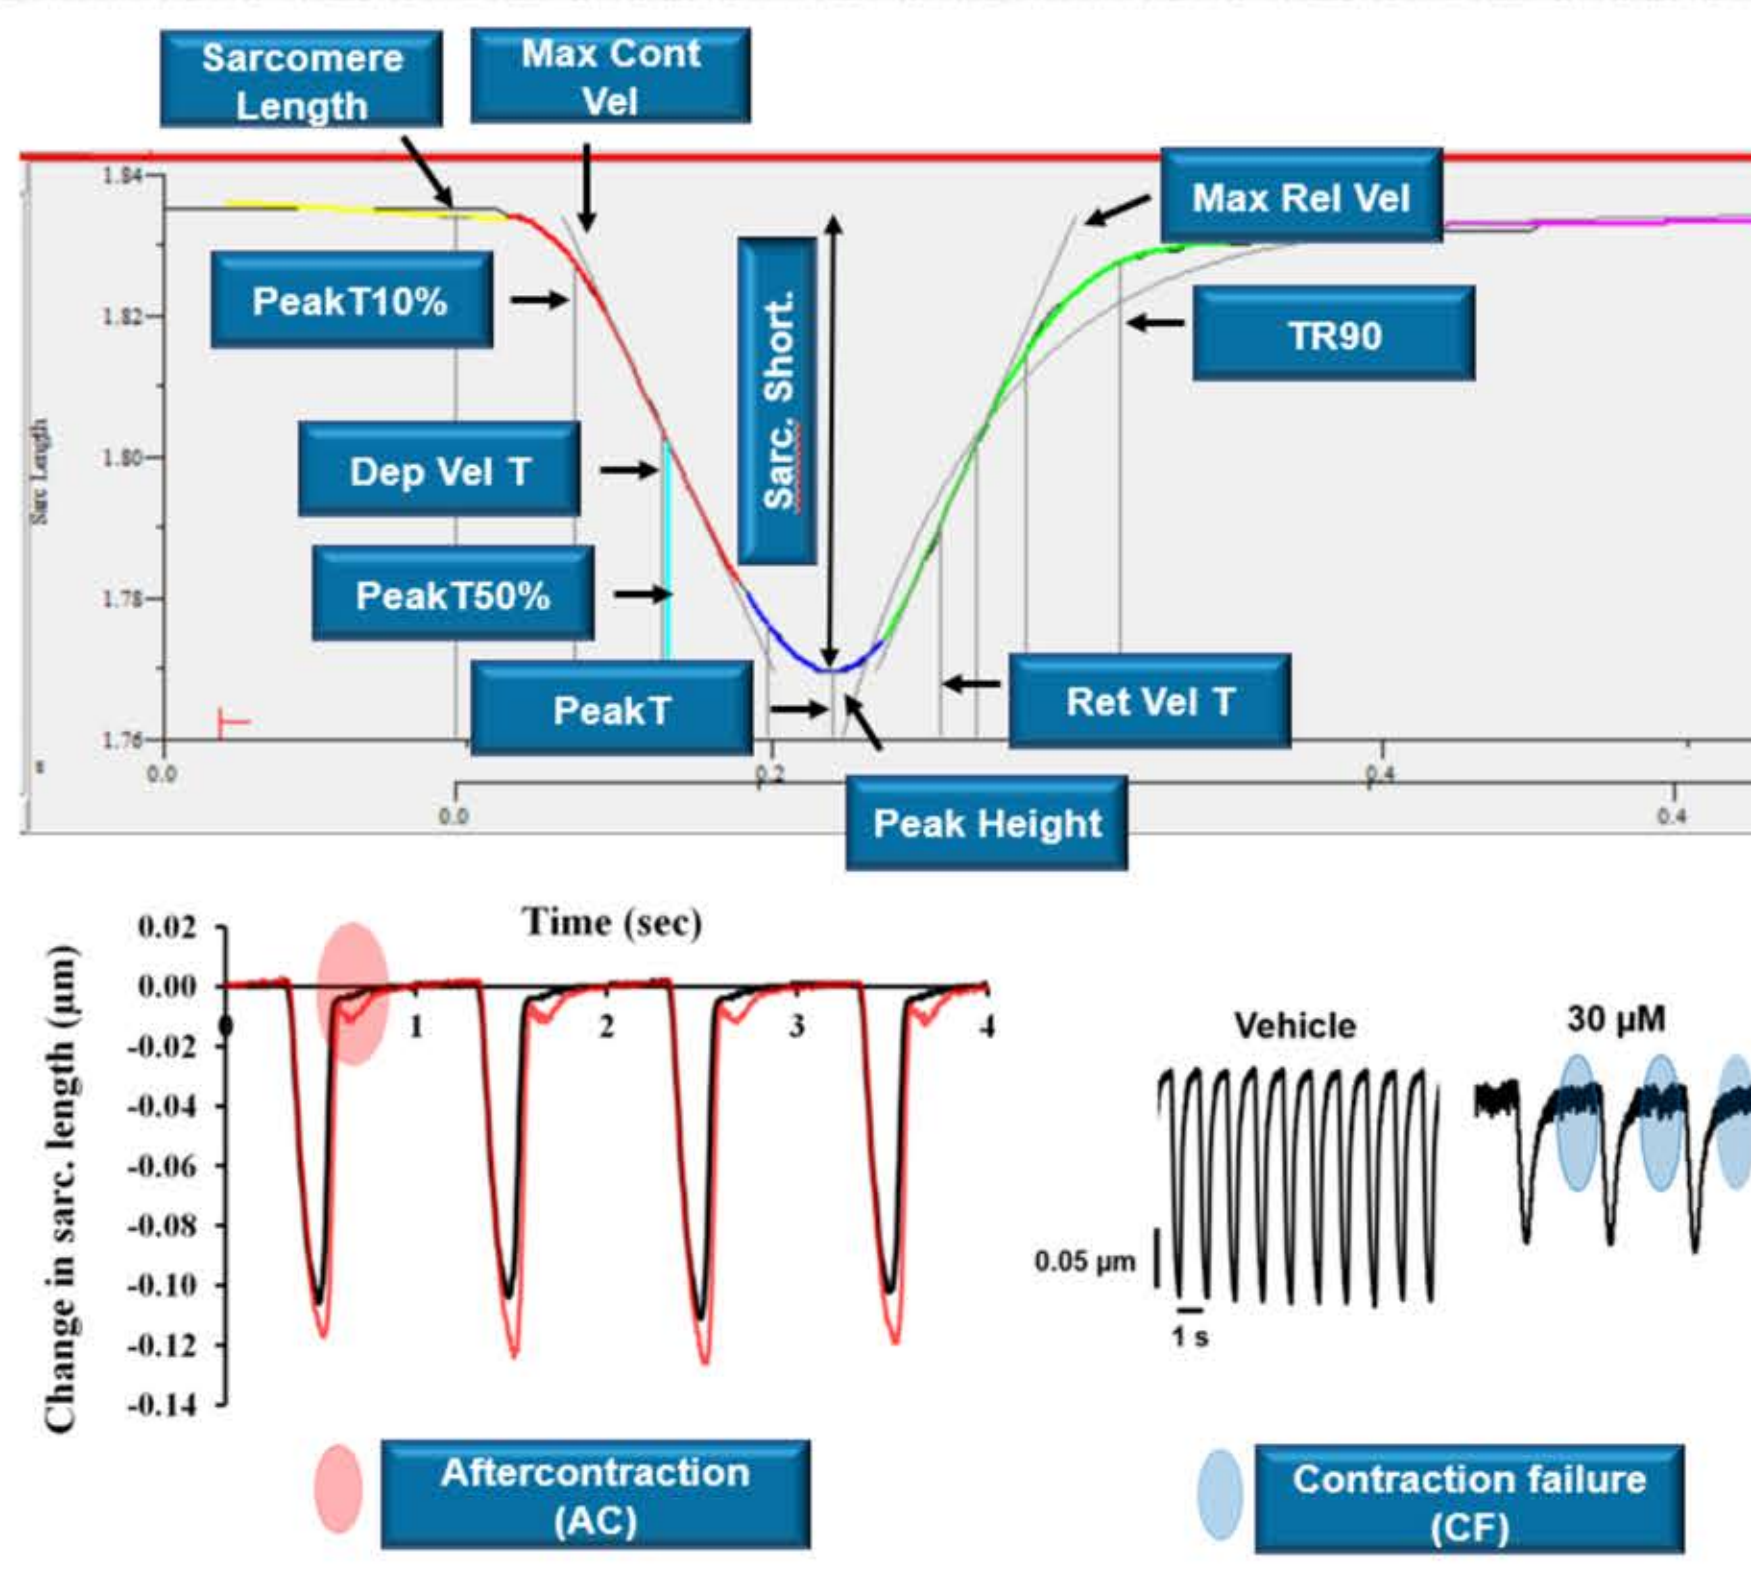 Sarcomere
Length
Max Cont
Vel
1.84
Max Rel Vel
PeakT10%
1.82
TR90
Sarc. Short.
Sarc Length
Dep Vel T
1.80
PeakT50%
1.78
PeakT
Ret Vel T
1.76
0.0
0.2
0.4
0.0
0.4
Peak Height
Time (sec)
0.02
0.00
0
1
2
3
4
-0.02
-0.04
-0.06
-0.08
-0.10
-0.12
-0.14
Change in sarc. length (µm)
Vehicle
30 µM
0.05 µm
1 s
Aftercontraction
(AC)
Contraction failure
(CF)